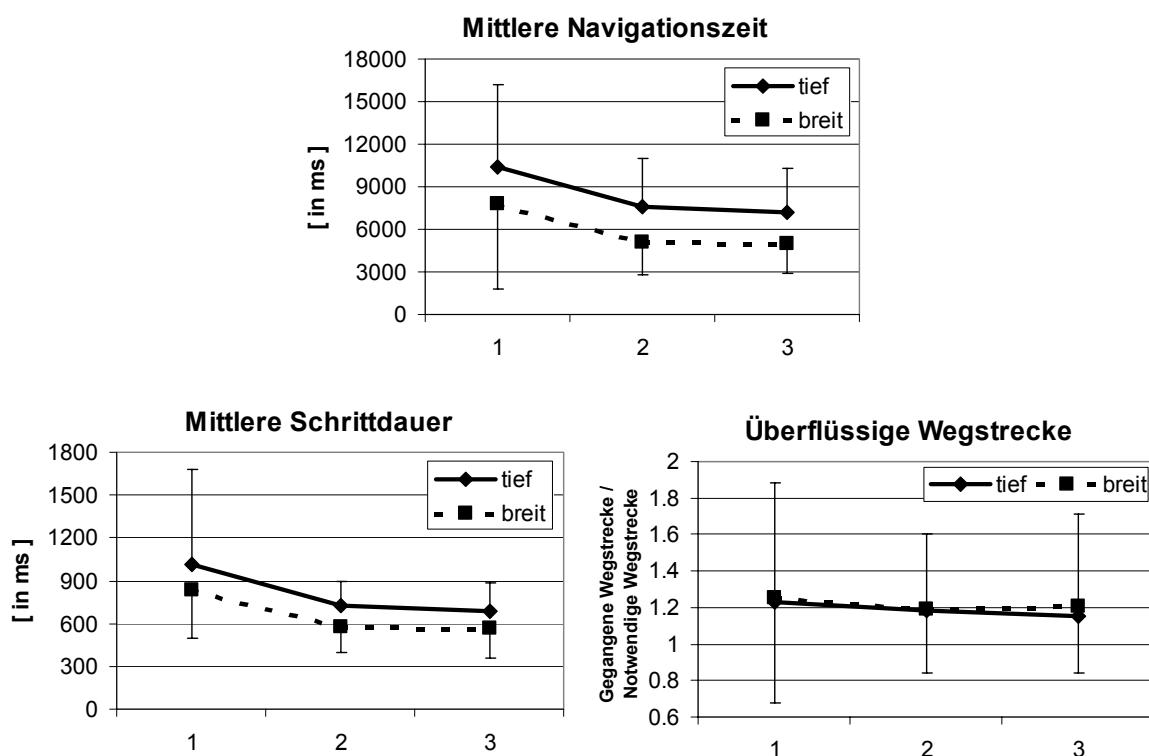 Mittlere Navigationszeit
18000
15000
12000
9000
6000
3000
0
[ in ms ]
tief
breit
1 2 3
Mittlere Schrittdauer
1800
1500
1200
900
600
300
0
[ in ms ]
tief
breit
1 2 3
Überflüssige Wegstrecke
2
1.8
1.6
1.4
1.2
1
0.8
0.6
Gegangene Wegstrecke /
Notwendige Wegstrecke
tief breit
1 2 3